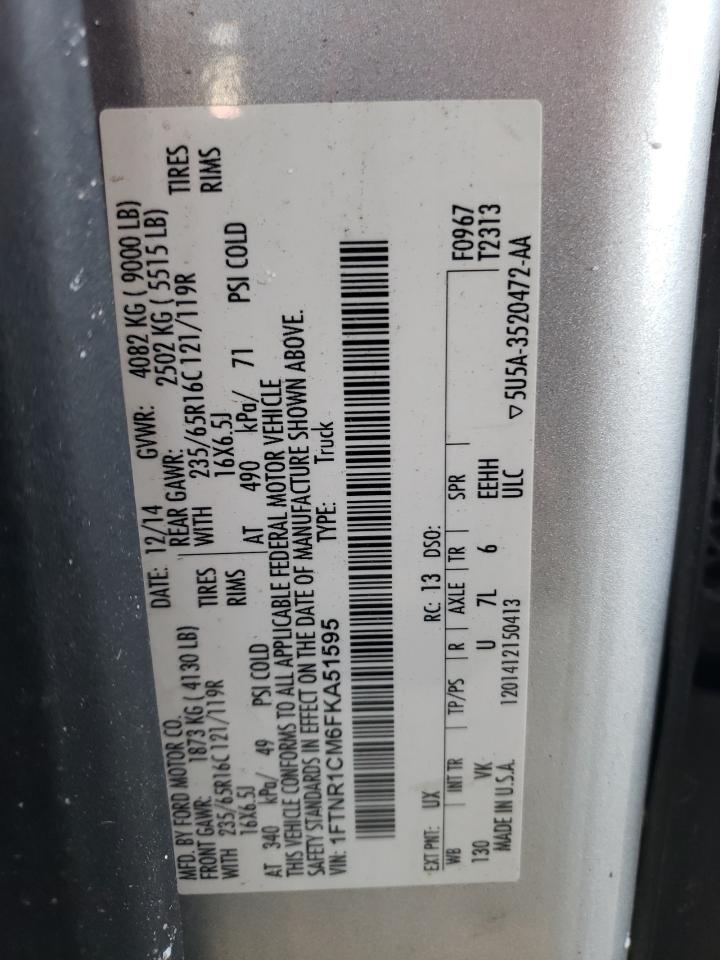 MFD. BY FORD MOTOR CO.
DATE: 12/14 GVWR: 4082 KG ( 9000 LB)
FRONT GAWR: 1873 KG ( 4130 LB) REAR GAWR: 2502 KG ( 5515 LB)
WITH 235/65R16C 121/119R TIRES WITH 235/65R16C 121/119R TIRES
16X6.5J RIMS 16X6.5J RIMS
AT 340 kPa/ 49 PSI COLD AT 490 kPa/ 71 PSI COLD
THIS VEHICLE CONFORMS TO ALL APPLICABLE FEDERAL MOTOR VEHICLE
SAFETY STANDARDS IN EFFECT ON THE DATE OF MANUFACTURE SHOWN ABOVE.
VIN: 1FTNR1CM6FKA51595 TYPE: Truck
EXT PNT: UX RC: 13 DSO: F0967
WB INT TR TP/PS R AXLE TR SPR T2313
130 VK U 7L 6 EEHH
MADE IN U.S.A. 1201412150413 ULC ▽5U5A-3520472-AA